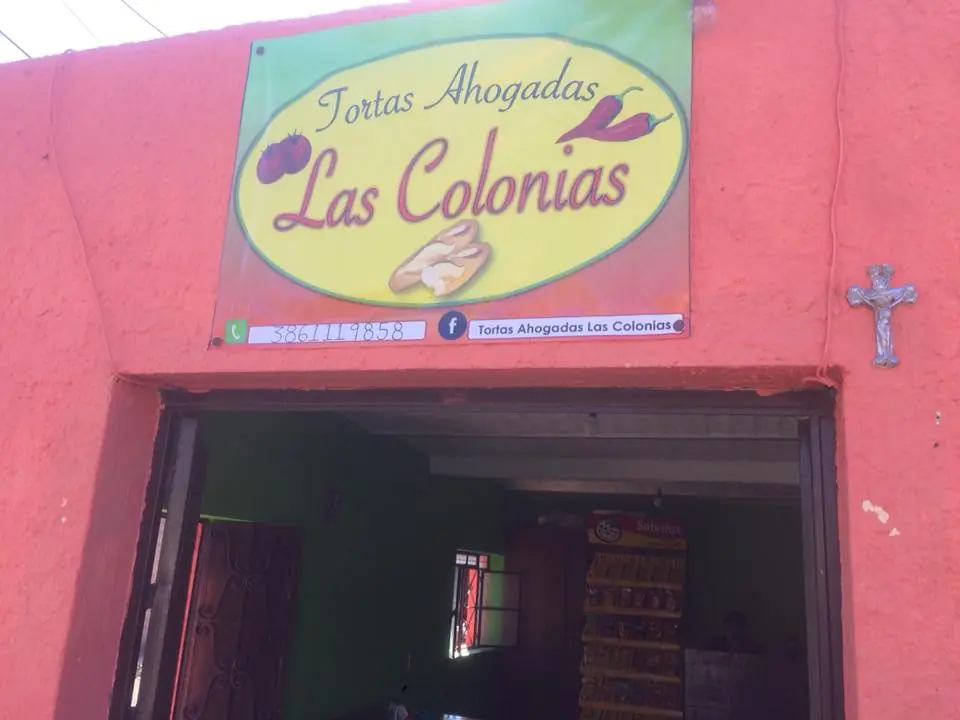 Tortas Ahogadas
Las Colonias
3861119858
f Tortas Ahogadas Las Colonias
Sabritas